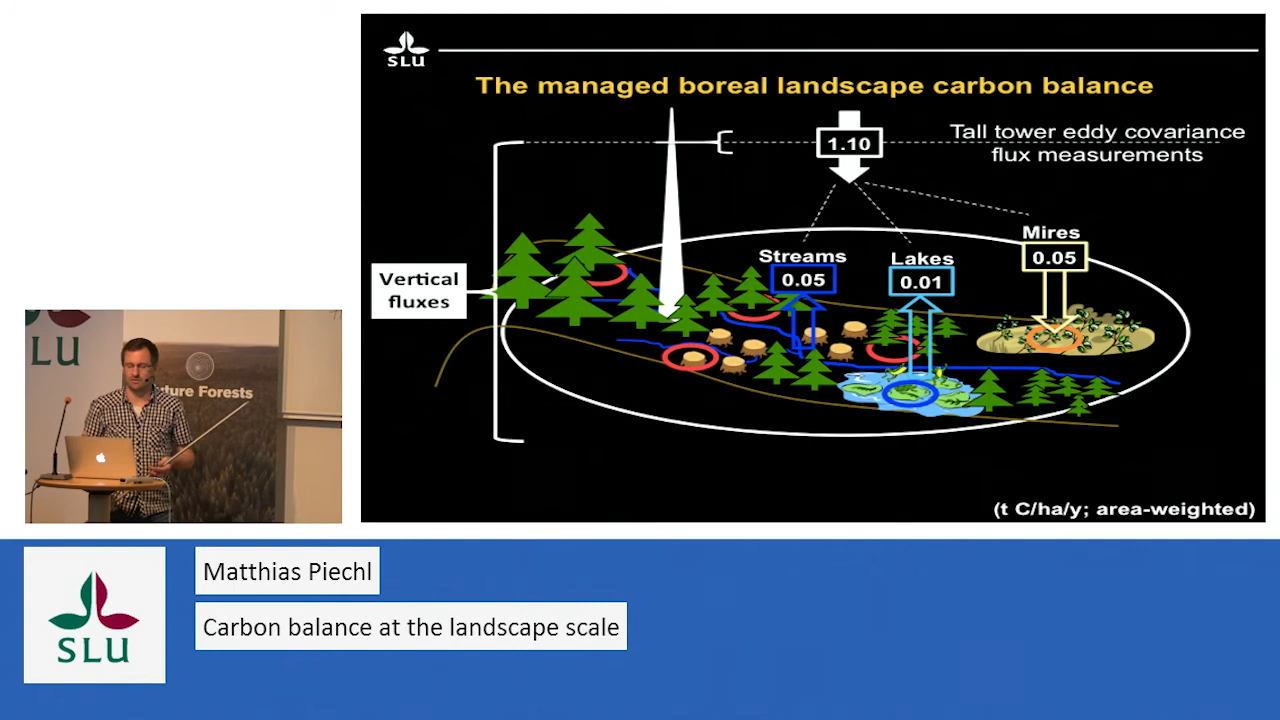 SLU
The managed boreal landscape carbon balance
1.10
Tall tower eddy covariance
flux measurements
Mires
0.05
Streams
0.05
Lakes
0.01
Vertical
fluxes
(t C/ha/y; area-weighted)
LU
uture Forests
Matthias Piechl
Carbon balance at the landscape scale
SLU